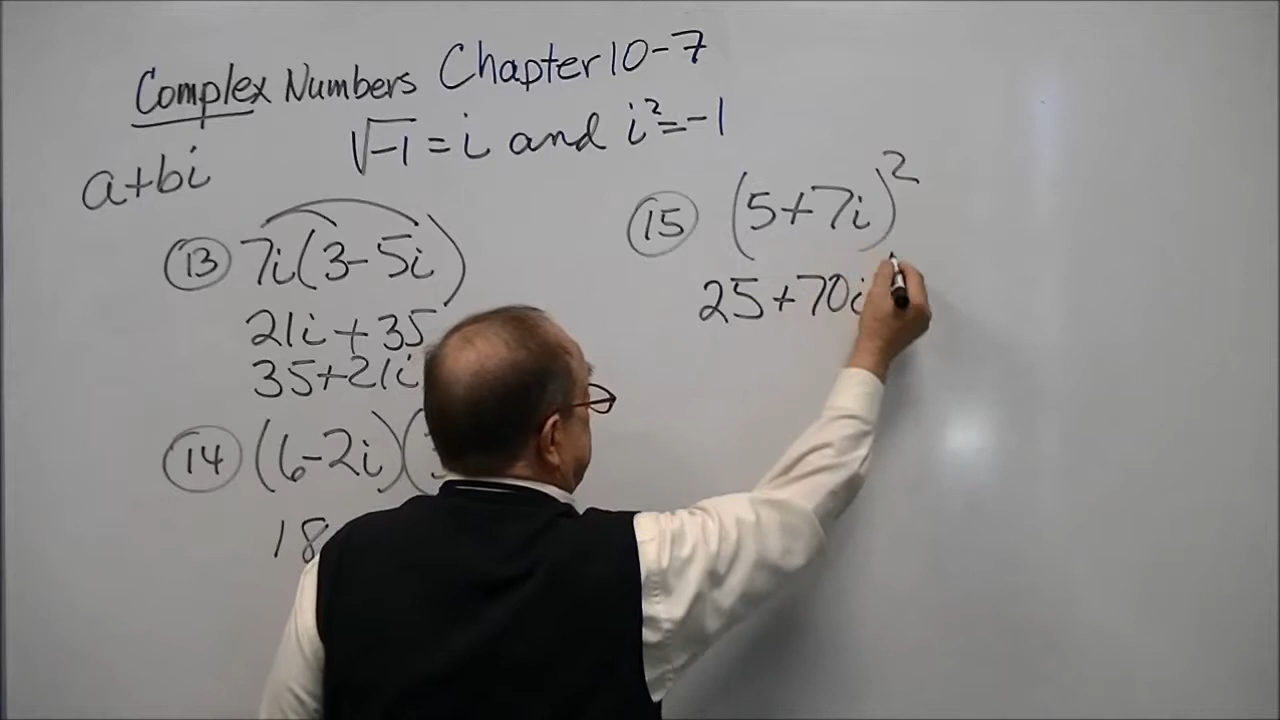 Complex Numbers Chapter 10-7
√-1 = i and i²=-1
a+bi
13 7i(3-5i)
21i + 35
35+21i
14 (6-2i)(
18
15 (5+7i)²
25+70i